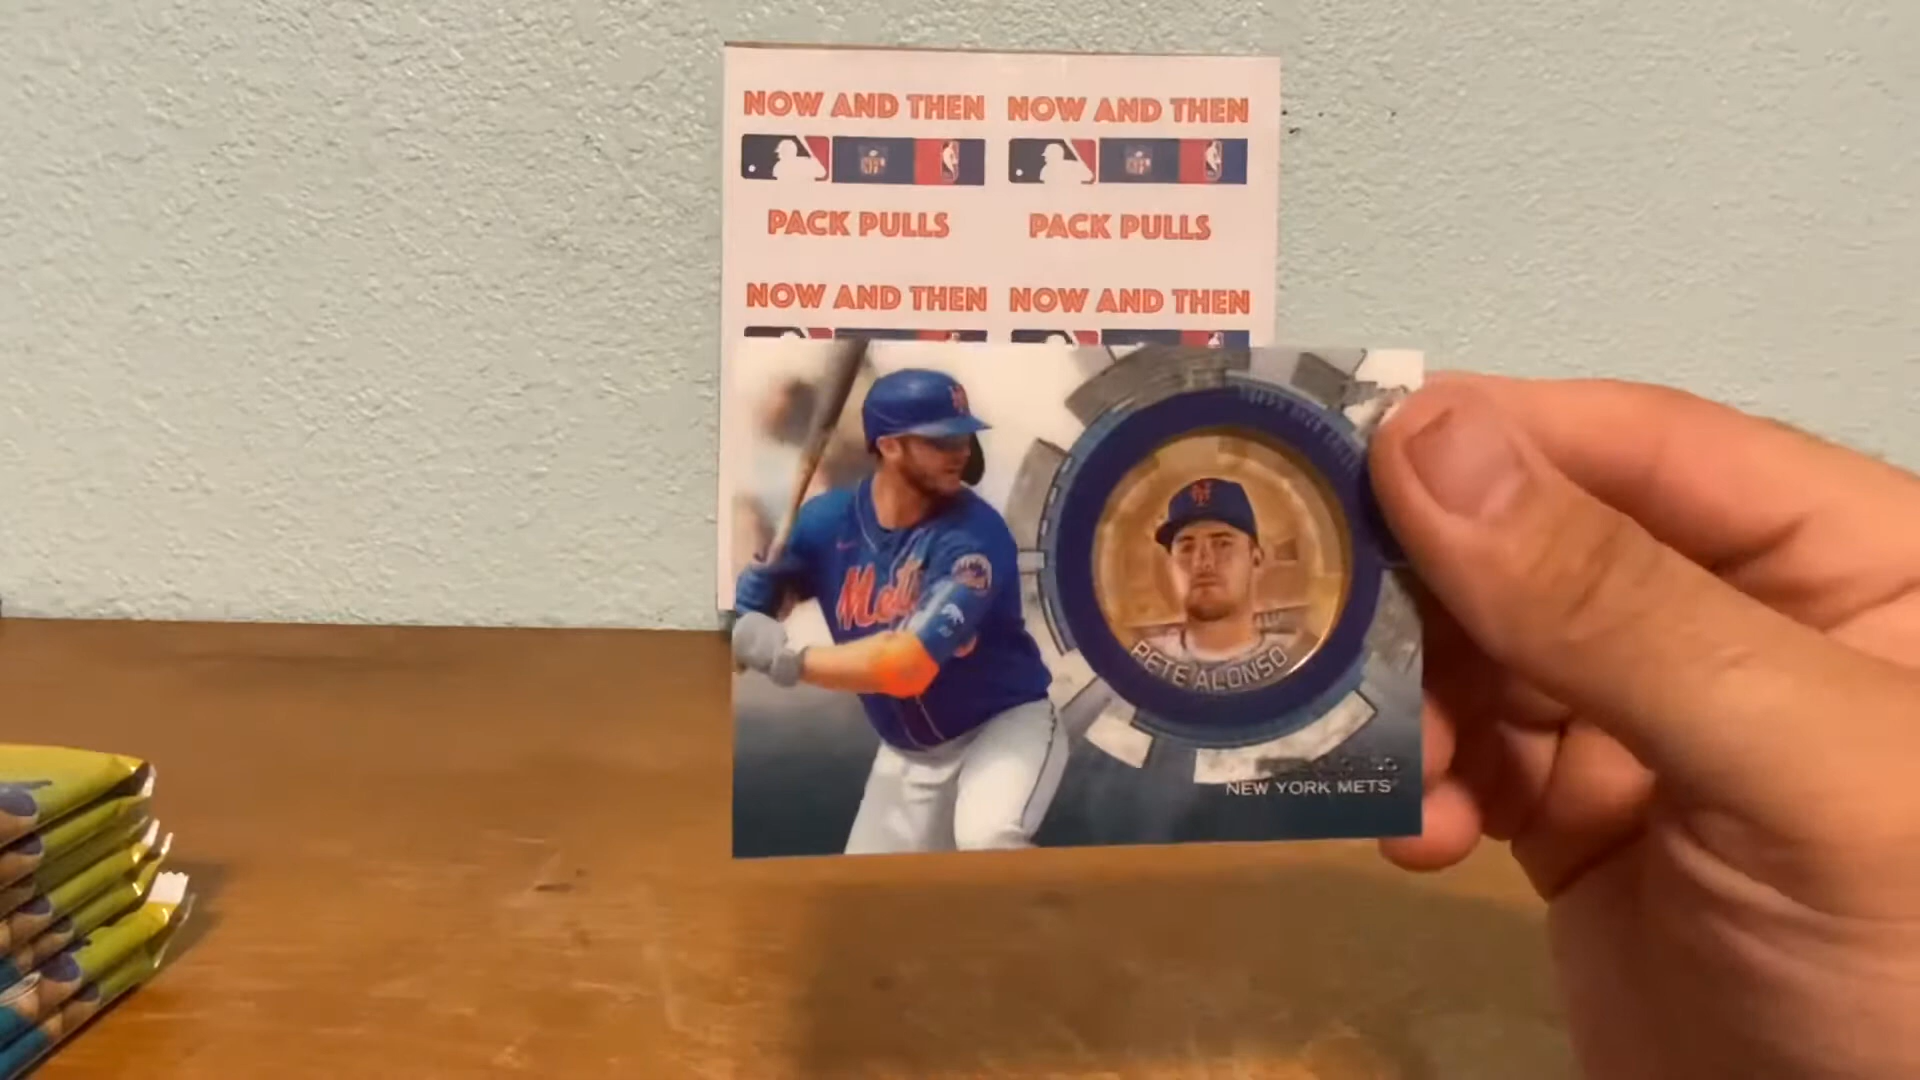 NOW AND THEN NOW AND THEN
PACK PULLS PACK PULLS
NOW AND THEN NOW AND THEN
Mets
PETE ALONSO
NEW YORK METS